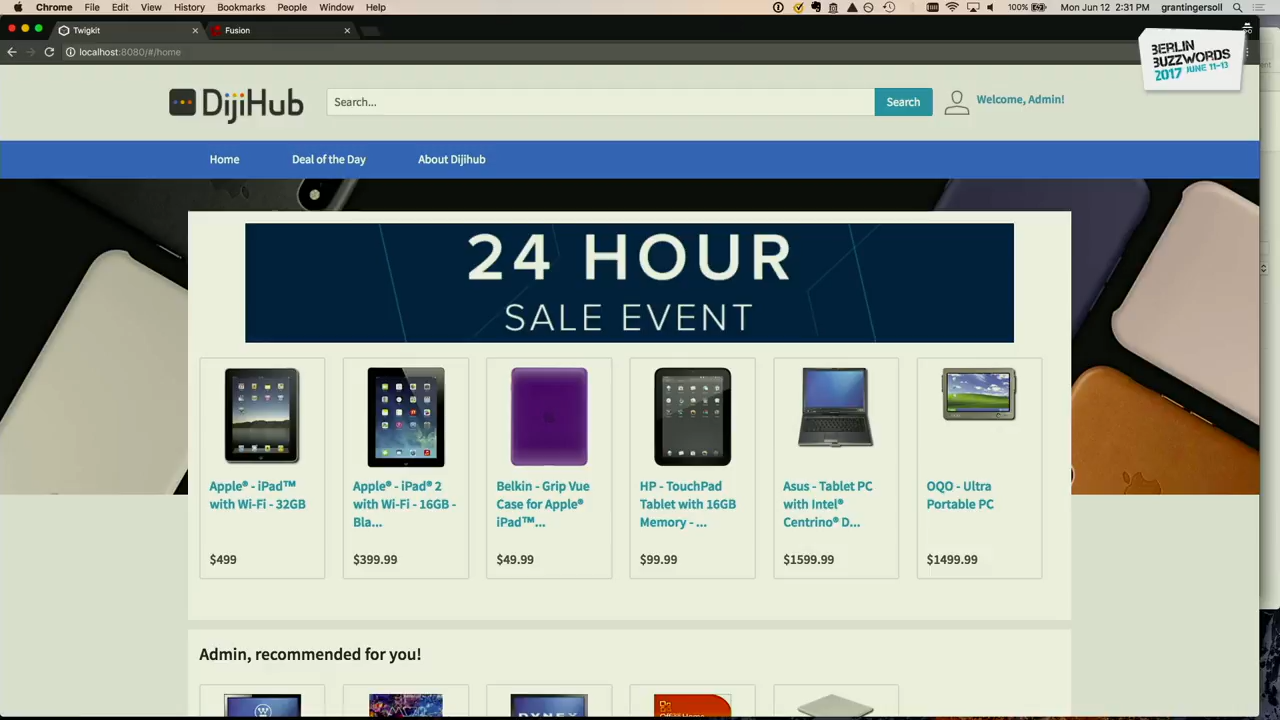 Chrome File Edit View History Bookmarks People Window Help
100% Mon Jun 12 2:31 PM grantingersoll
Twigkit
Fusion
localhost:8080/#/home
BERLIN
BUZZWORDS
2017 JUNE 11-13
DijiHub
Search...
Search
Welcome, Admin!
Home
Deal of the Day
About Dijihub
24 HOUR
SALE EVENT
Apple® - iPad™
with Wi-Fi - 32GB
$499
Apple® - iPad® 2
with Wi-Fi - 16GB -
Bla...
$399.99
Belkin - Grip Vue
Case for Apple®
iPad™...
$49.99
HP - TouchPad
Tablet with 16GB
Memory - ...
$99.99
Asus - Tablet PC
with Intel®
Centrino® D...
$1599.99
OQO - Ultra
Portable PC
$1499.99
Admin, recommended for you!
DYNEX